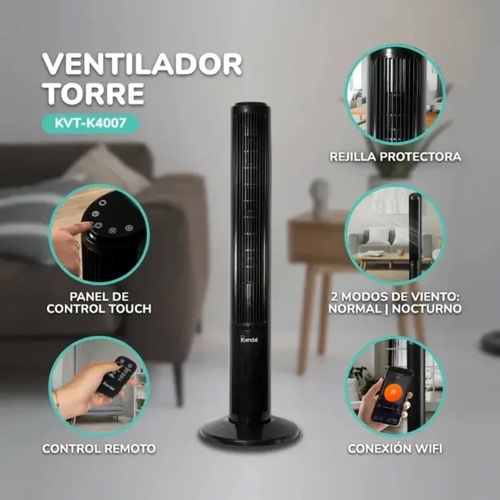 VENTILADOR
TORRE
KVT-K4007
REJILLA PROTECTORA
PANEL DE
CONTROL TOUCH
2 MODOS DE VIENTO:
NORMAL | NOCTURNO
Kendal
CONTROL REMOTO
CONEXIÓN WIFI